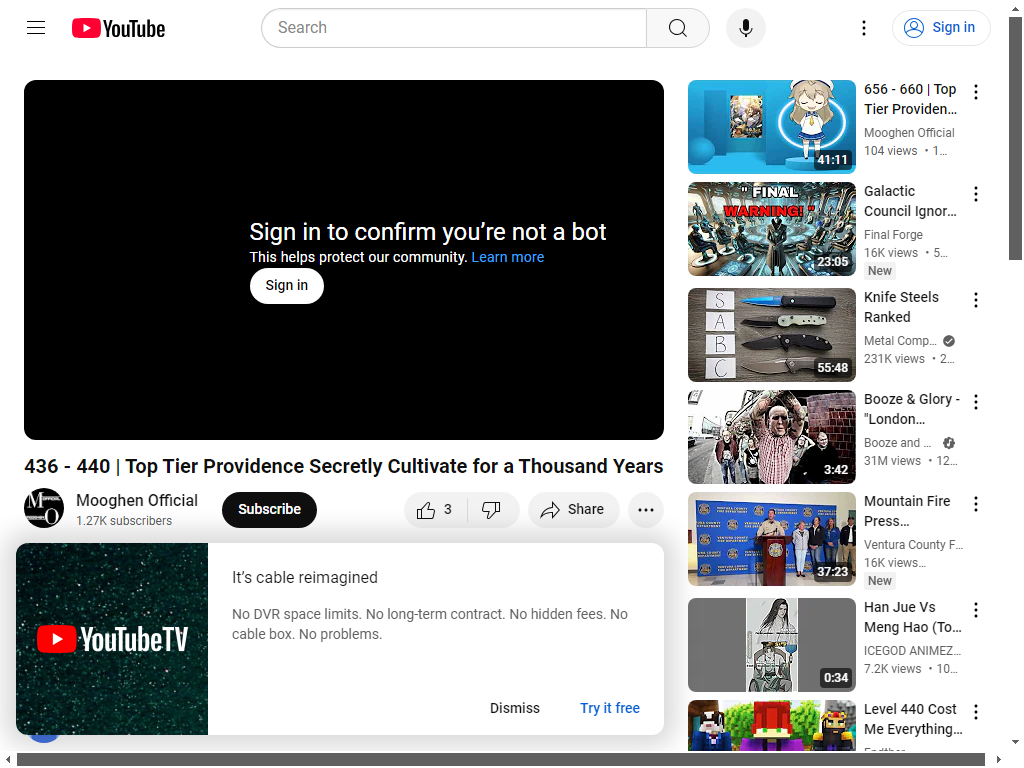 YouTube
Search
Sign in
Sign in to confirm you’re not a bot
This helps protect our community. Learn more
Sign in
436 - 440 | Top Tier Providence Secretly Cultivate for a Thousand Years
Mooghen Official
1.27K subscribers
Subscribe
3
Share
YouTubeTV
It’s cable reimagined
No DVR space limits. No long-term contract. No hidden fees. No
cable box. No problems.
Dismiss
Try it free
41:11
656 - 660 | Top
Tier Providen...
Mooghen Official
104 views • 1...
" FINAL
WARNING! "
23:05
Galactic
Council Ignor...
Final Forge
16K views • 5...
New
S
A
B
C
55:48
Knife Steels
Ranked
Metal Comp...
231K views • 2...
3:42
Booze & Glory -
"London...
Booze and ...
31M views • 12...
37:23
Mountain Fire
Press...
Ventura County F...
16K views...
New
0:34
Han Jue Vs
Meng Hao (To...
ICEGOD ANIMEZ...
7.2K views • 10...
Level 440 Cost
Me Everything...